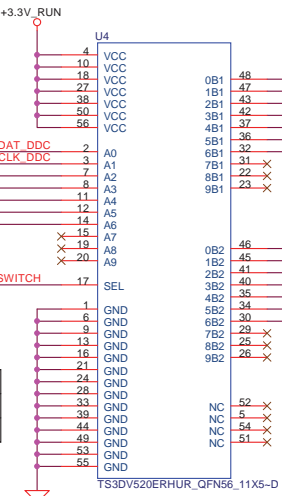 +3.3V_RUN
U4
4 VCC
10 VCC
18 VCC 0B1 48
27 VCC 1B1 47
38 VCC 2B1 43
50 VCC 3B1 42
56 VCC 4B1 37
5B1 36
DAT_DDC 2 A0 6B1 32
CLK_DDC 3 A1 7B1 31
7 A2 8B1 22
8 A3 9B1 23
11 A4
12 A5
14 A6
15 A7
19 A8 0B2 46
20 A9 1B2 45
2B2 41
SWITCH 17 SEL 3B2 40
4B2 35
1 GND 5B2 34
6 GND 6B2 30
9 GND 7B2 29
13 GND 8B2 25
16 GND 9B2 26
21 GND
24 GND
28 GND
33 GND NC 52
39 GND NC 5
44 GND NC 54
49 GND NC 51
53 GND
55 GND
TS3DV520ERHUR_QFN56_11X5~D